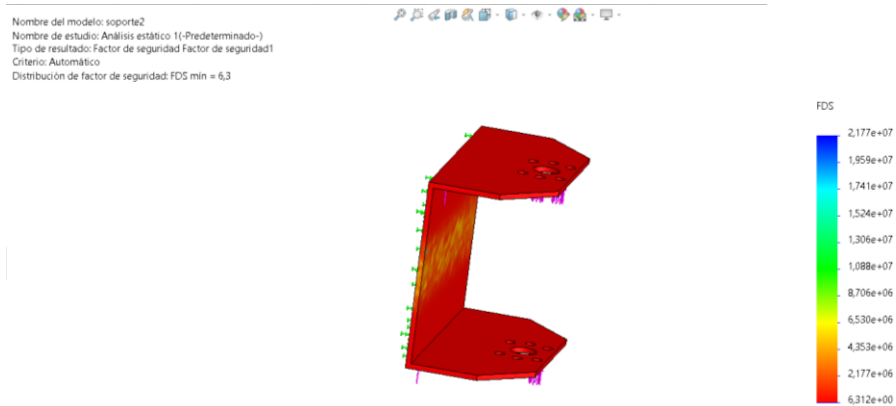 Nombre del modelo: soporte2
Nombre de estudio: Análisis estático 1(-Predeterminado-)
Tipo de resultado: Factor de seguridad Factor de seguridad1
Criterio: Automático
Distribución de factor de seguridad: FDS mín = 6,3
FDS
2,177e+07
1,959e+07
1,741e+07
1,524e+07
1,306e+07
1,088e+07
8,706e+06
6,530e+06
4,353e+06
2,177e+06
6,312e+00